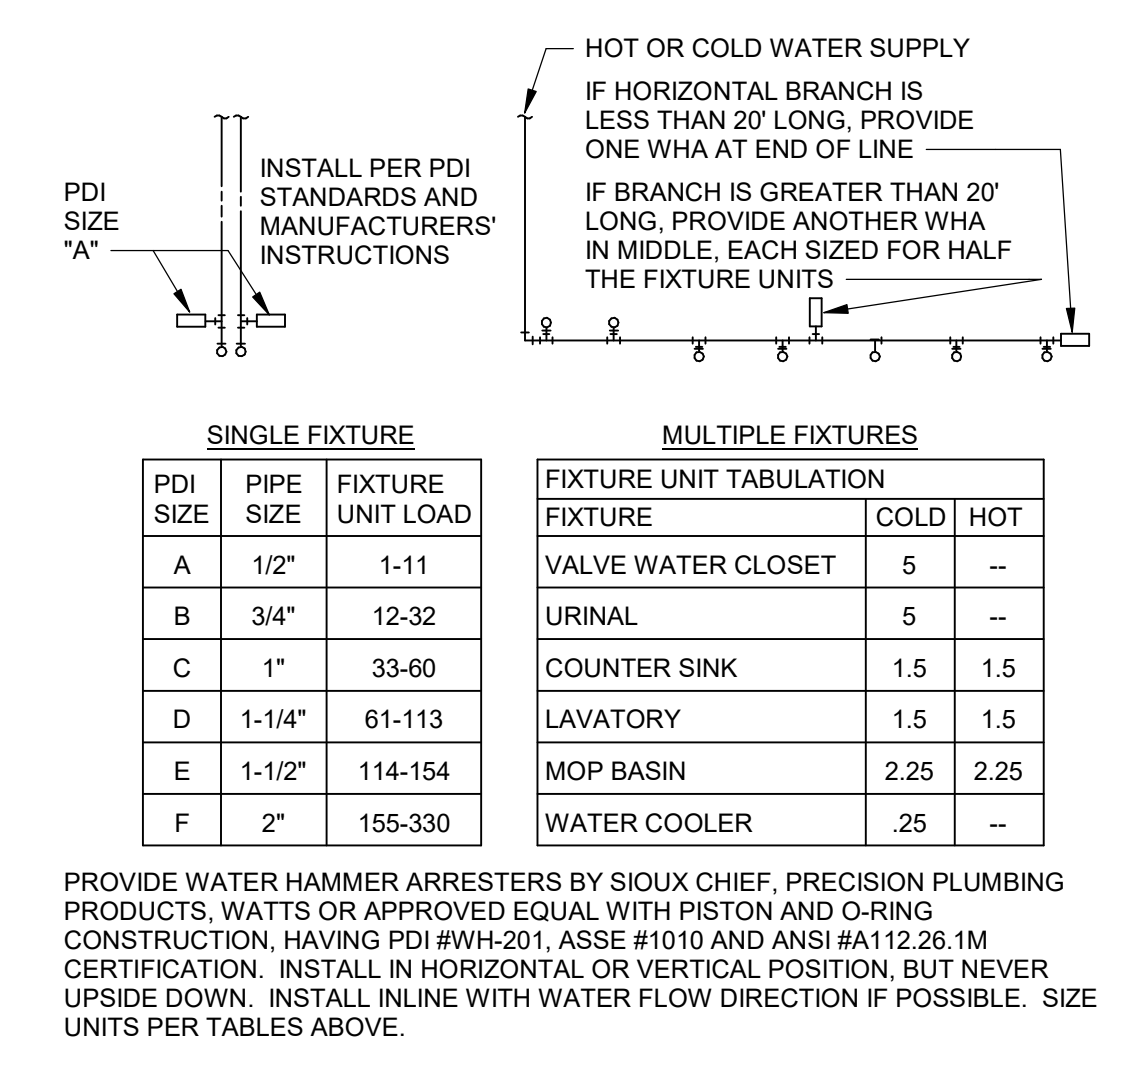 HOT OR COLD WATER SUPPLY
IF HORIZONTAL BRANCH IS
LESS THAN 20' LONG, PROVIDE
ONE WHA AT END OF LINE
IF BRANCH IS GREATER THAN 20'
LONG, PROVIDE ANOTHER WHA
IN MIDDLE, EACH SIZED FOR HALF
THE FIXTURE UNITS
PDI
SIZE
"A"
INSTALL PER PDI
STANDARDS AND
MANUFACTURERS'
INSTRUCTIONS
SINGLE FIXTURE
PDI SIZE PIPE SIZE FIXTURE UNIT LOAD
A 1/2" 1-11
B 3/4" 12-32
C 1" 33-60
D 1-1/4" 61-113
E 1-1/2" 114-154
F 2" 155-330
MULTIPLE FIXTURES
FIXTURE UNIT TABULATION
FIXTURE COLD HOT
VALVE WATER CLOSET 5 --
URINAL 5 --
COUNTER SINK 1.5 1.5
LAVATORY 1.5 1.5
MOP BASIN 2.25 2.25
WATER COOLER .25 --
PROVIDE WATER HAMMER ARRESTERS BY SIOUX CHIEF, PRECISION PLUMBING
PRODUCTS, WATTS OR APPROVED EQUAL WITH PISTON AND O-RING
CONSTRUCTION, HAVING PDI #WH-201, ASSE #1010 AND ANSI #A112.26.1M
CERTIFICATION.  INSTALL IN HORIZONTAL OR VERTICAL POSITION, BUT NEVER
UPSIDE DOWN.  INSTALL INLINE WITH WATER FLOW DIRECTION IF POSSIBLE.  SIZE
UNITS PER TABLES ABOVE.